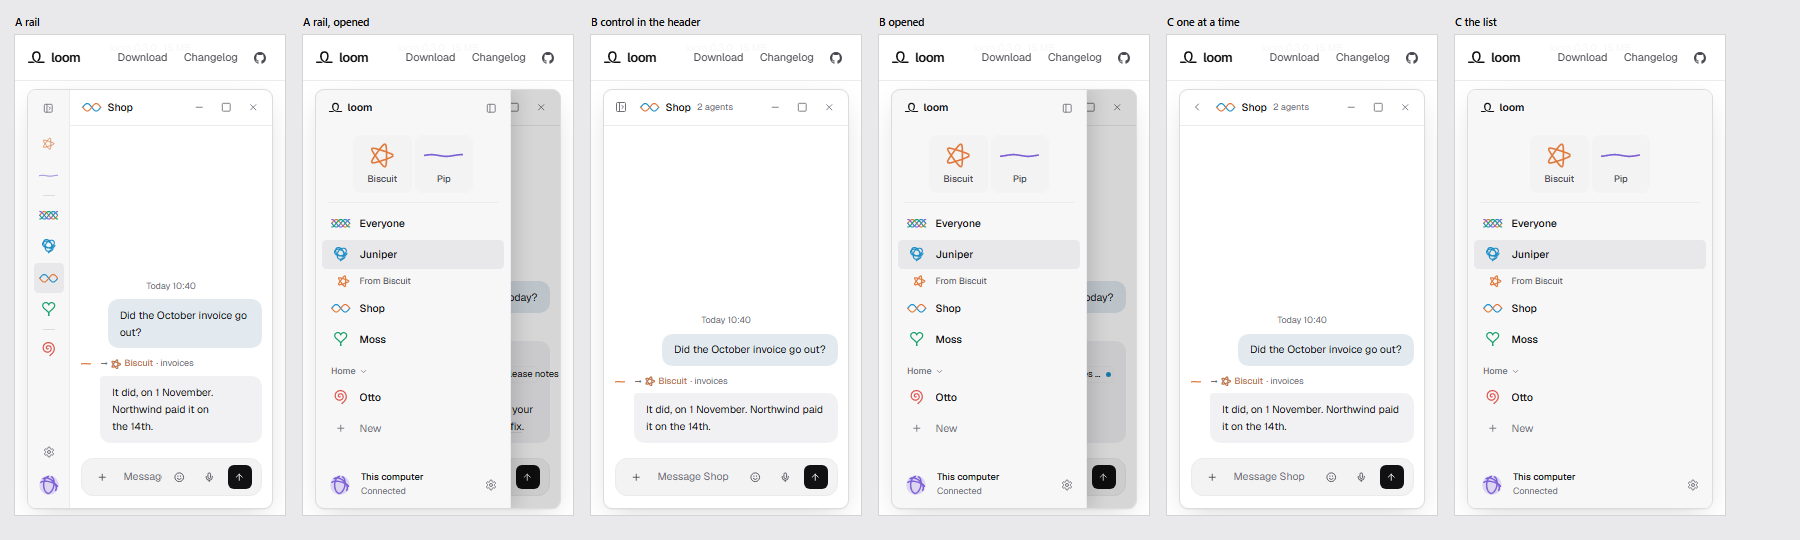 A rail
loom
Download Changelog
Shop
Today 10:40
Did the October invoice go
out?
→ Biscuit · invoices
It did, on 1 November.
Northwind paid it on
the 14th.
Messag
A rail, opened
loom
Download Changelog
loom
Biscuit Pip
Everyone
Juniper
From Biscuit
Shop
Moss
Home
Otto
+ New
This computer
Connected
oday?
ease notes
your
fix.
B control in the header
loom
Download Changelog
Shop 2 agents
Today 10:40
Did the October invoice go out?
→ Biscuit · invoices
It did, on 1 November. Northwind paid
it on the 14th.
Message Shop
B opened
loom
Download Changelog
loom
Biscuit Pip
Everyone
Juniper
From Biscuit
Shop
Moss
Home
Otto
+ New
This computer
Connected
oday?
s ...
C one at a time
loom
Download Changelog
Shop 2 agents
Today 10:40
Did the October invoice go out?
→ Biscuit · invoices
It did, on 1 November. Northwind paid
it on the 14th.
Message Shop
C the list
loom
Download Changelog
loom
Biscuit Pip
Everyone
Juniper
From Biscuit
Shop
Moss
Home
Otto
+ New
This computer
Connected